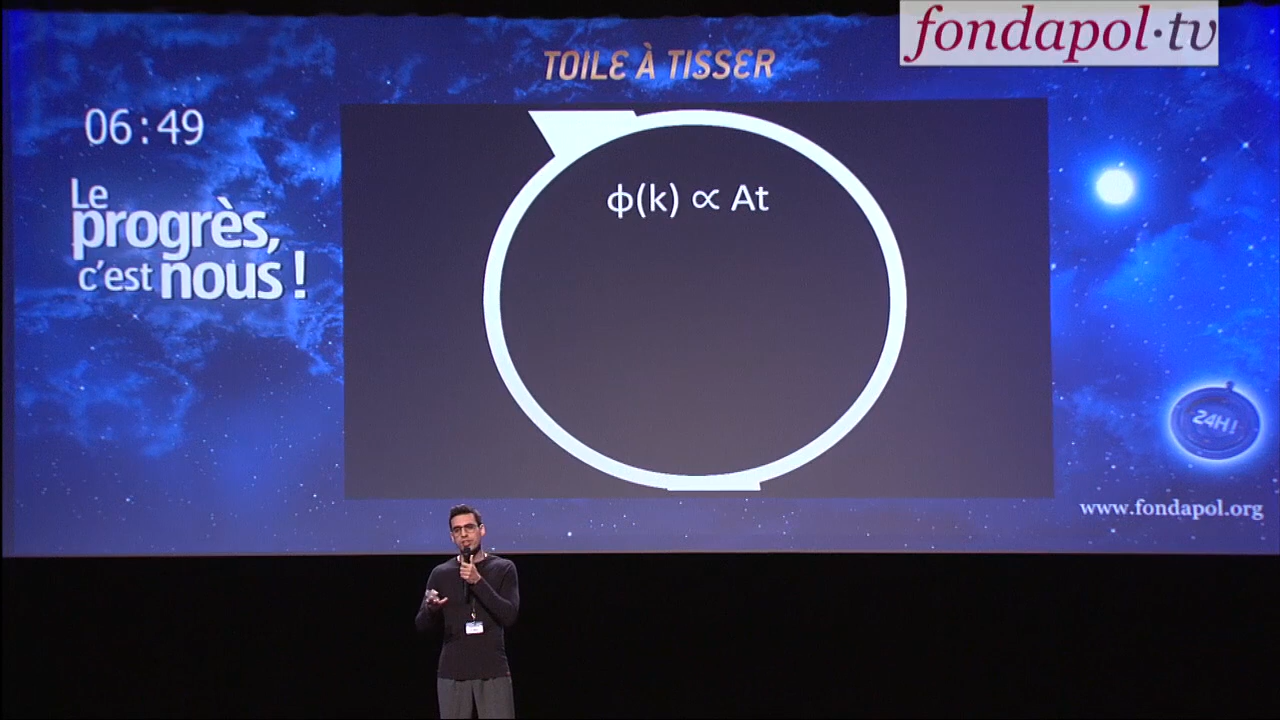 fondapol·tv
TOILE À TISSER
06:49
Le
progrès,
c'est nous !
ϕ(k) ∝ At
24H!
www.fondapol.org